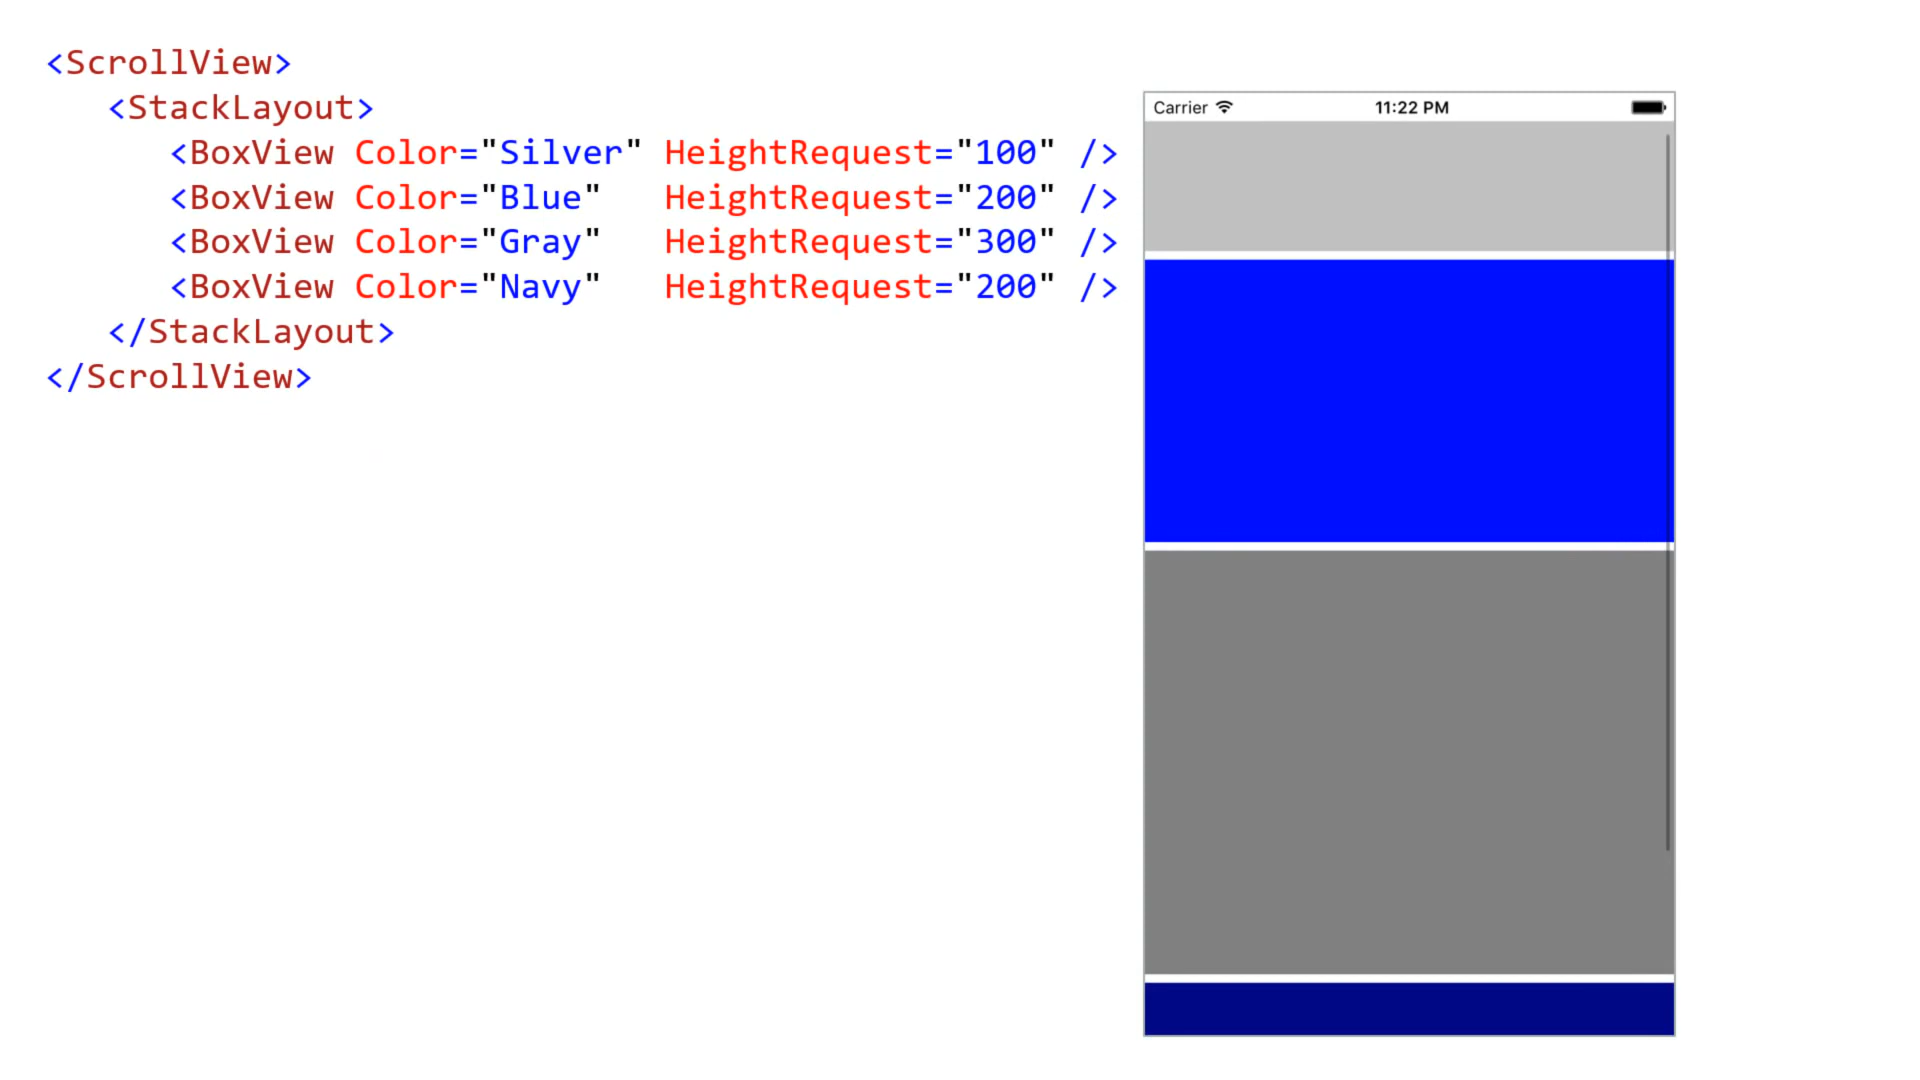 <ScrollView>
<StackLayout>
<BoxView Color="Silver" HeightRequest="100" />
<BoxView Color="Blue" HeightRequest="200" />
<BoxView Color="Gray" HeightRequest="300" />
<BoxView Color="Navy" HeightRequest="200" />
</StackLayout>
</ScrollView>
Carrier 11:22 PM